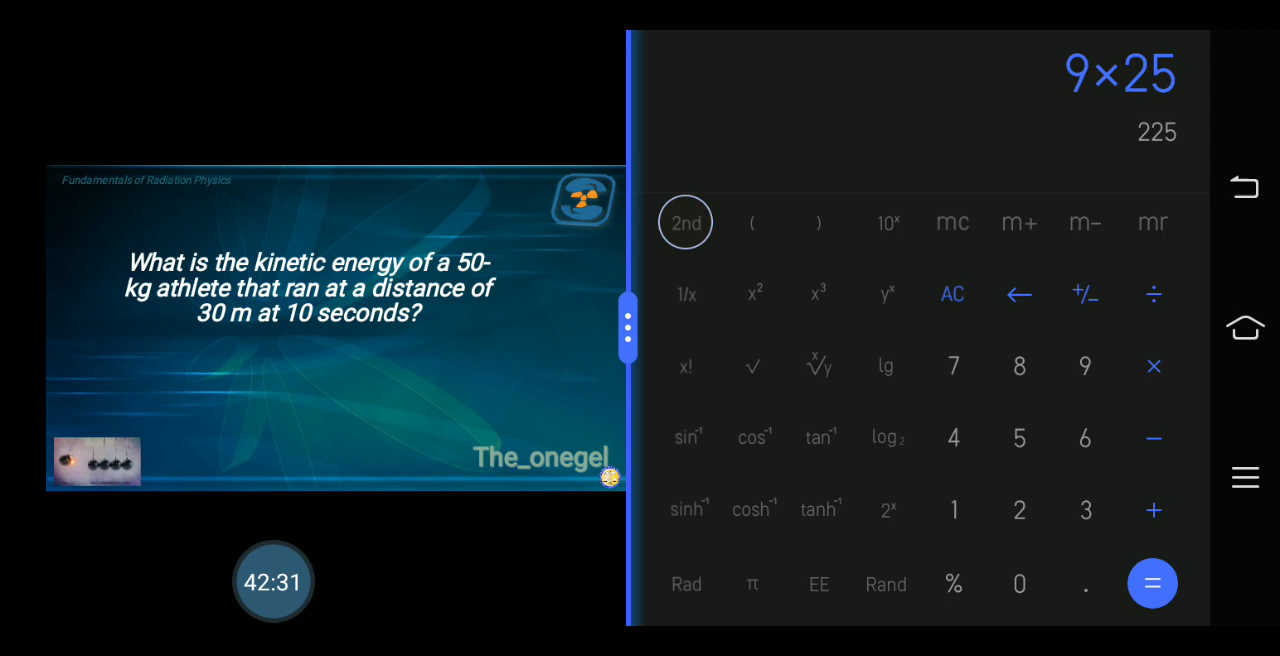 Fundamentals of Radiation Physics
What is the kinetic energy of a 50-
kg athlete that ran at a distance of
30 m at 10 seconds?
The_onegel
42:31
9×25
225
2nd ( ) 10ˣ mc m+ m− mr
1/x x² x³ yˣ AC ← +/− ÷
x! √ ˣ√y lg 7 8 9 ×
sin⁻¹ cos⁻¹ tan⁻¹ log₂ 4 5 6 −
sinh⁻¹ cosh⁻¹ tanh⁻¹ 2ˣ 1 2 3 +
Rad π EE Rand % 0 . =